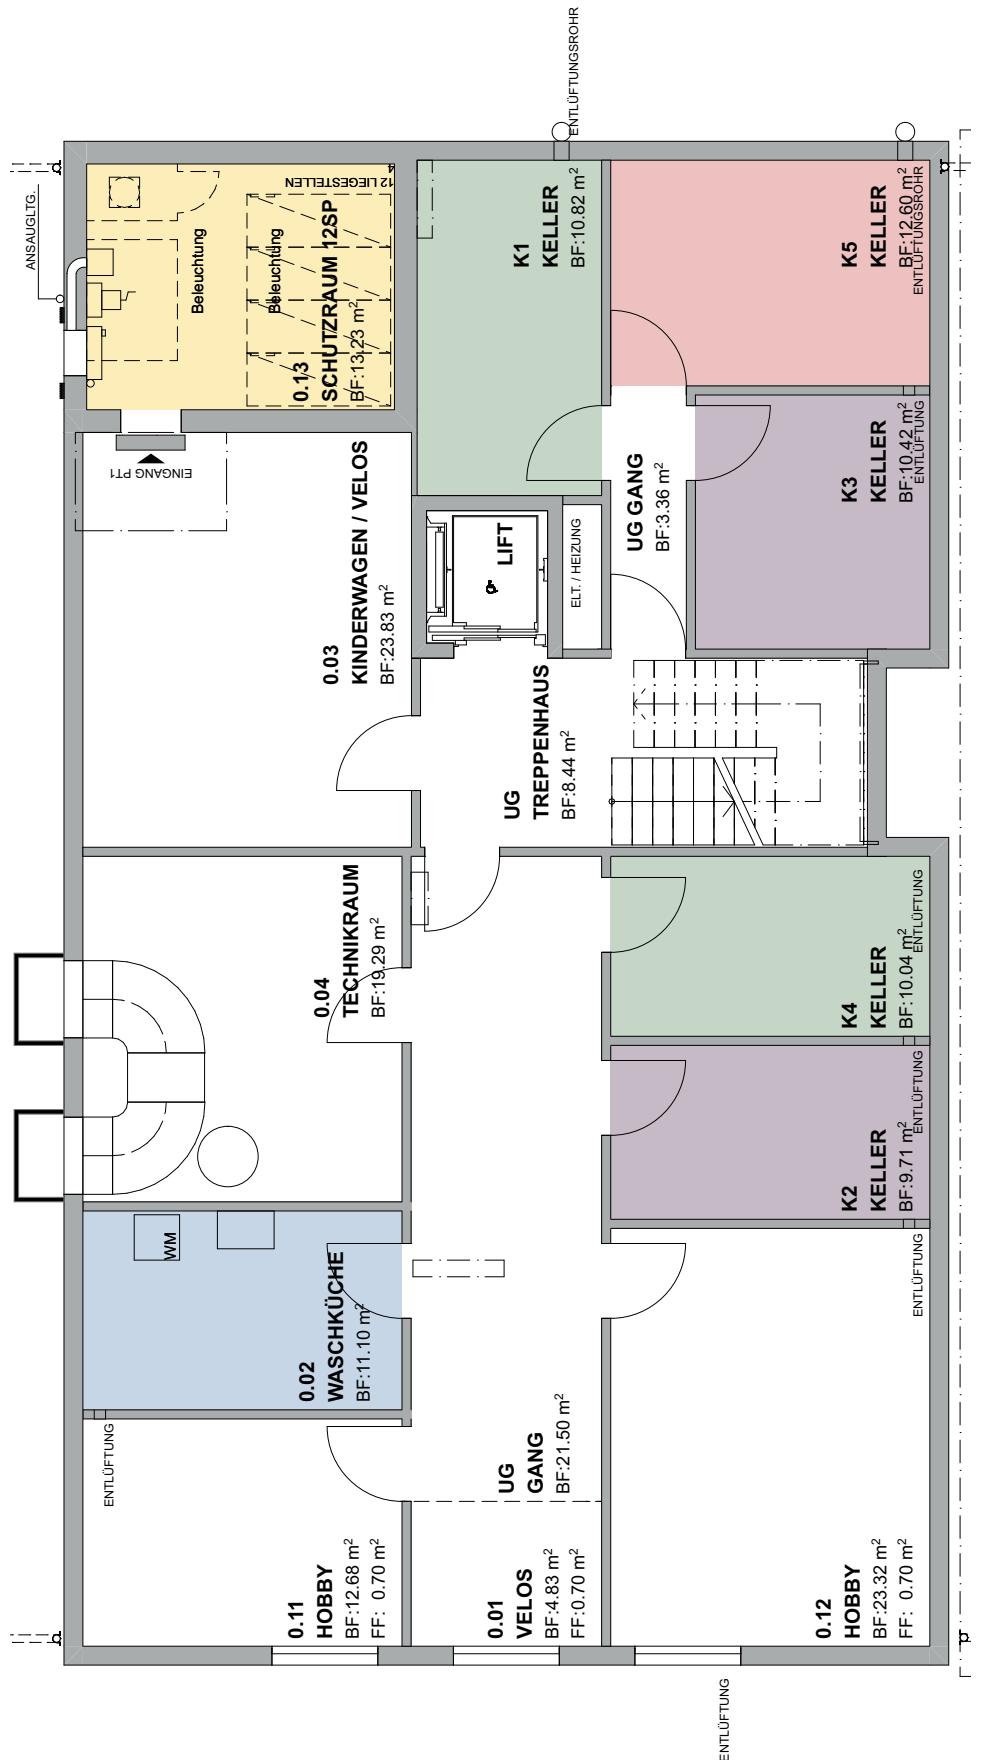 ENTLÜFTUNGSROHR
ANSAUGLTG.
Beleuchtung
Beleuchtung
12 LIEGESTELLEN
4
0.13
SCHUTZRAUM 12SP
BF:13.23 m²
K1
KELLER
BF:10.82 m²
K5
KELLER
BF:12.60 m²
ENTLÜFTUNGSROHR
EINGANG PT1
0.03
KINDERWAGEN / VELOS
BF:23.83 m²
LIFT
ELT. / HEIZUNG
UG GANG
BF:3.36 m²
K3
KELLER
BF:10.42 m²
ENTLÜFTUNG
UG
TREPPENHAUS
BF:8.44 m²
0.04
TECHNIKRAUM
BF:19.29 m²
K4
KELLER
BF:10.04 m²
ENTLÜFTUNG
K2
KELLER
BF:9.71 m²
ENTLÜFTUNG
WM
0.02
WASCHKÜCHE
BF:11.10 m²
ENTLÜFTUNG
ENTLÜFTUNG
UG
GANG
BF:21.50 m²
0.11
HOBBY
BF:12.68 m²
FF: 0.70 m²
0.01
VELOS
BF:4.83 m²
FF:0.70 m²
0.12
HOBBY
BF:23.32 m²
FF: 0.70 m²
ENTLÜFTUNG